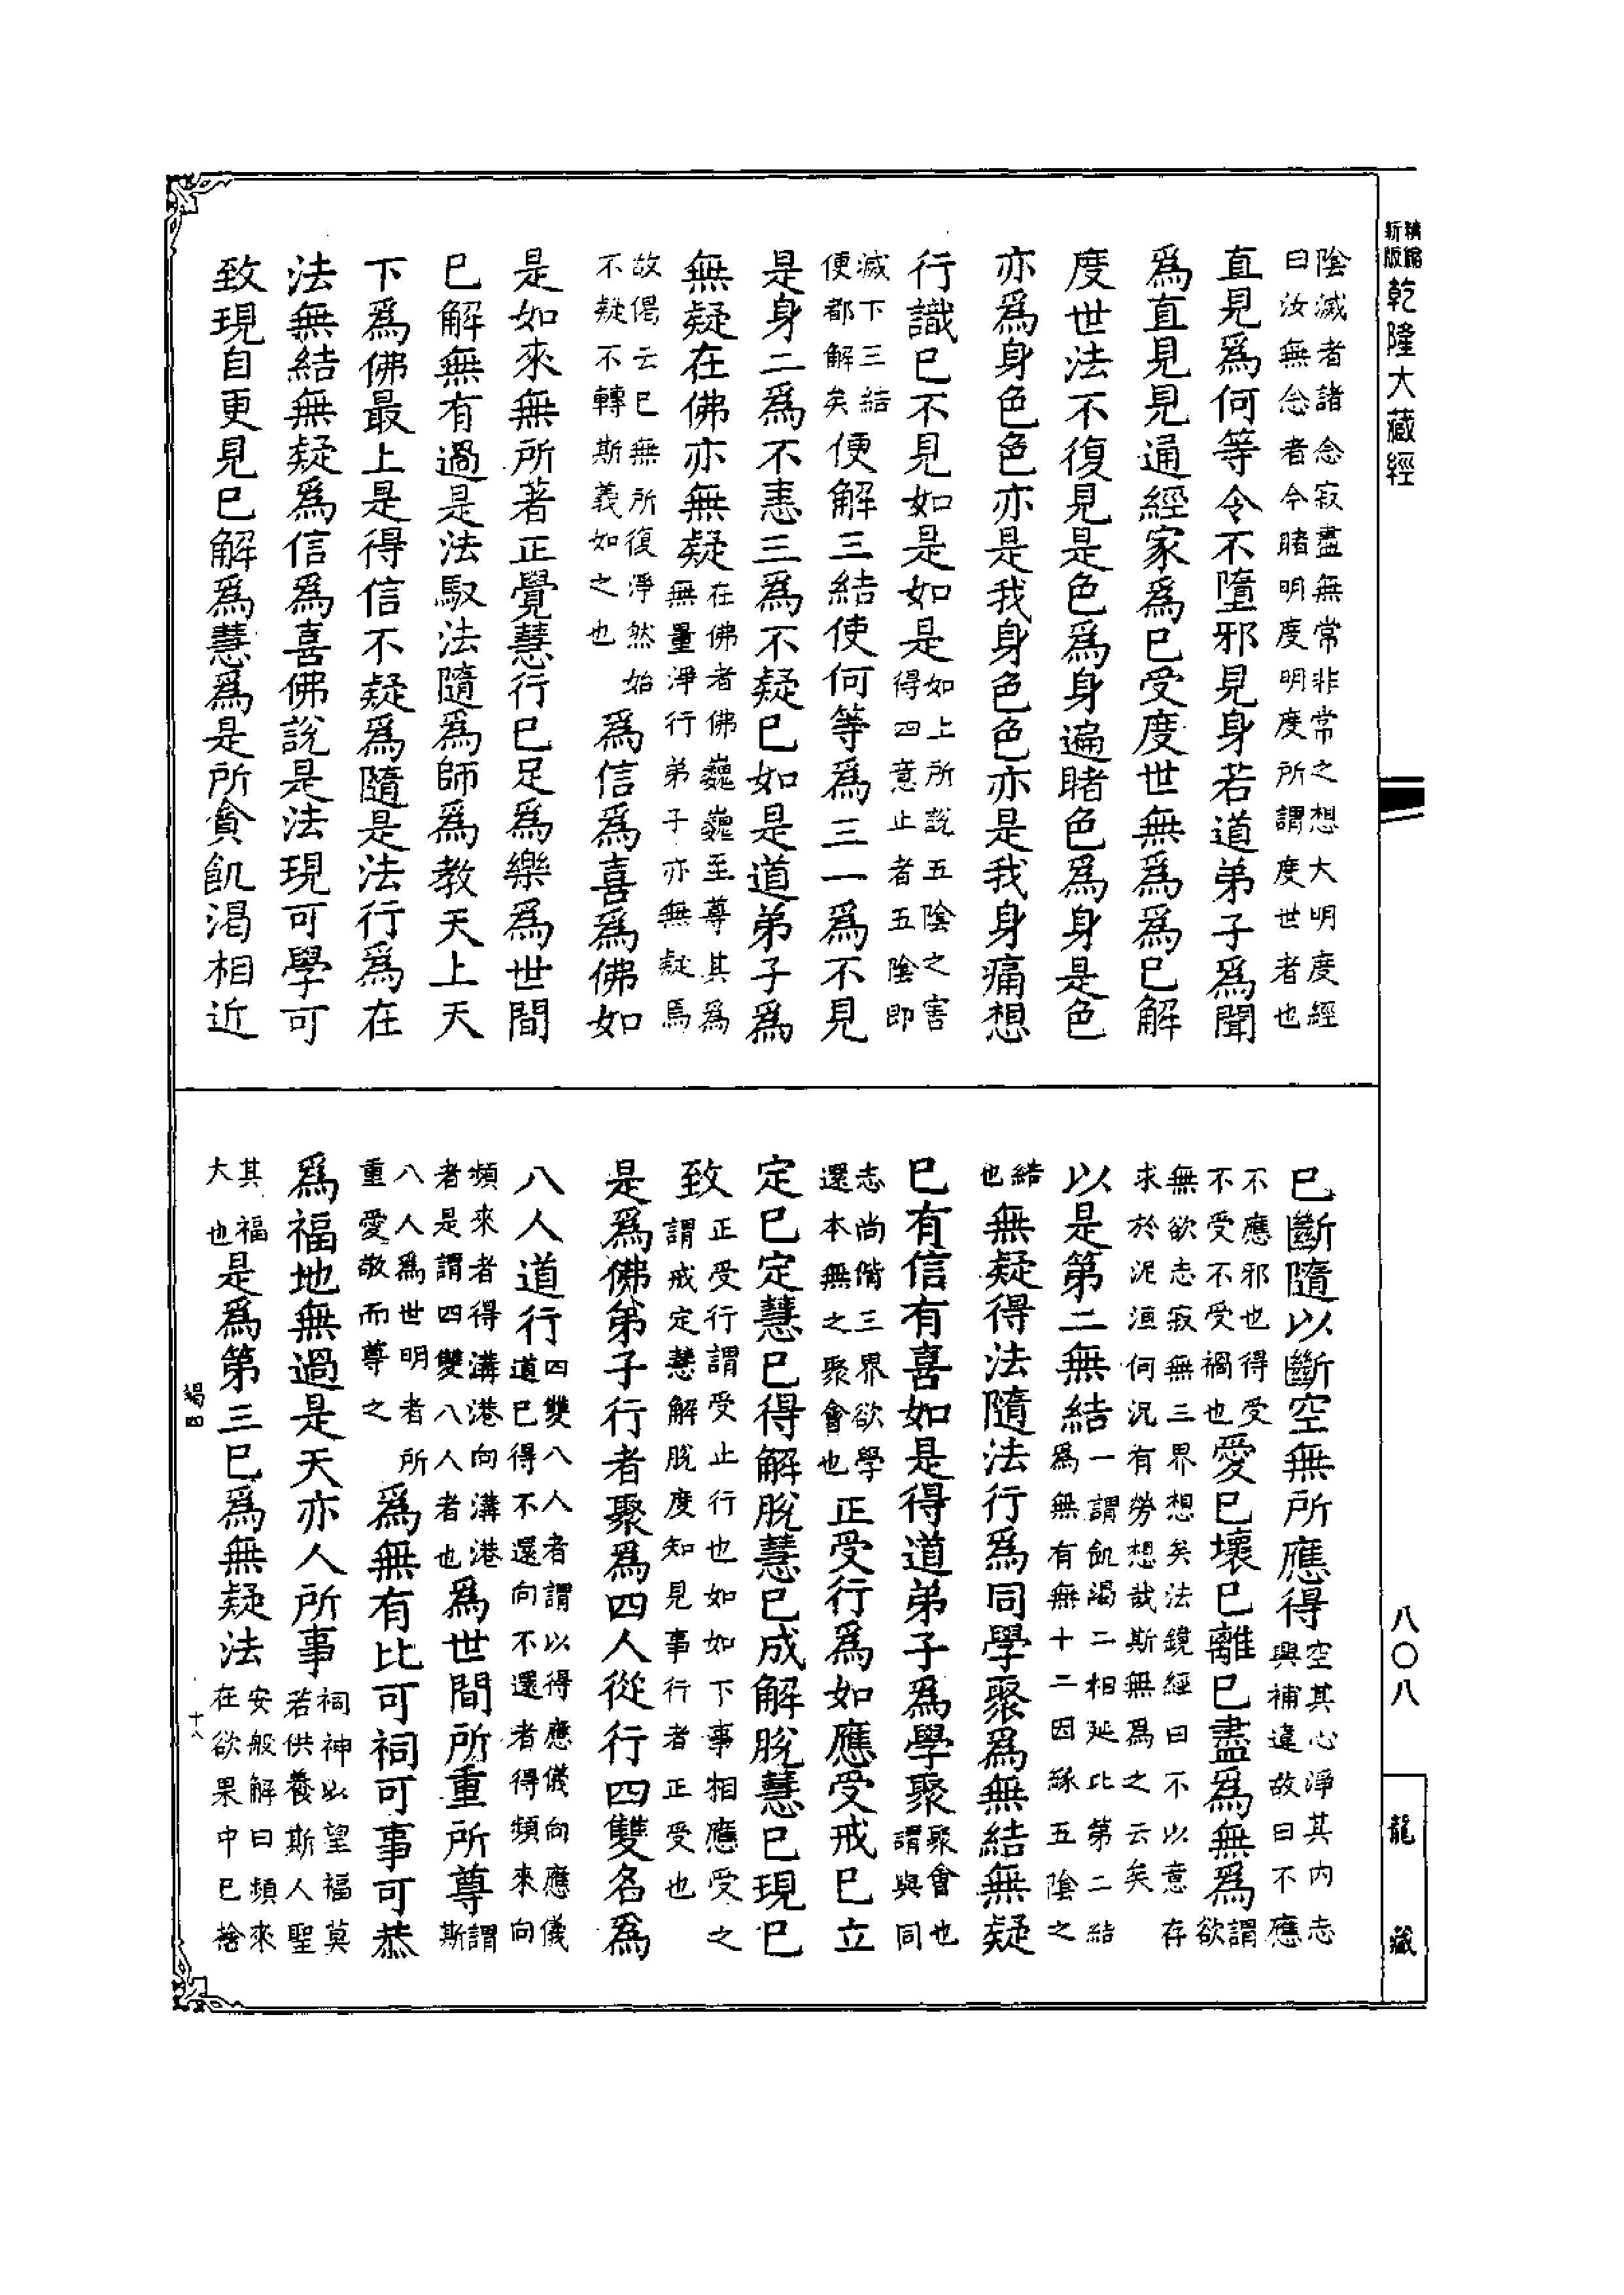 精縮新版乾隆大藏經
八〇八
龍藏
陰滅者諸念寂盡無常非常之想大明度經
曰汝無念者今睹明度明度所謂度世者也
直見爲何等令不墮邪見身若道弟子爲聞
爲直見見通經家爲已受度世無爲爲已解
度世法不復見是色爲身遍睹色爲身是色
亦爲身色色亦是我身色色亦是我身痛想
行識已不見如是如是如上所說五陰之害得四意止者五陰即
滅下三結便都解矣便解三結使何等爲三一爲不見
是身二爲不恚三爲不疑已如是道弟子爲
無疑在佛亦無疑在佛者佛巍巍至尊其爲無量淨行弟子亦無疑焉
故偈云已無所復淨然始不疑不轉斯義如之也爲信爲喜爲佛如
是如來無所著正覺慧行已足爲樂爲世間
已解無有過是法馭法隨爲師爲教天上天
下爲佛最上是得信不疑爲隨是法行爲在
法無結無疑爲信爲喜佛說是法現可學可
致現自更見已解爲慧爲是所貪飢渴相近
已斷隨以斷空無所應得空其心淨其内志興補違故曰不應
不應邪也得受不受不受禍也愛已壞已離已盡爲無爲謂欲
無欲志寂無三界想矣法鏡經曰不以意存
求於泥洹何況有勞想哉斯無爲之云矣
以是第二無結一謂飢渴二相延比第二結爲無有無十二因緣五陰之
結也無疑得法隨法行爲同學聚爲無結無疑
已有信有喜如是得道弟子爲學聚聚會也謂與同
志尚偕三界欲學還本無之聚會也正受行爲如應受戒已立
定已定慧已得解脫慧已成解脫慧已現已
致正受行謂受止行也如如下事相應受之謂戒定慧解脫度知見事行者正受也
是爲佛弟子行者聚爲四人從行四雙名爲
八人道行四雙八人者謂以得應儀向應儀道已得不還向不還者得頻來向
頻來者得溝港向溝港者是謂四雙八人者也爲世間所重所尊謂斯
八人爲世明者所重愛敬而尊之爲無有比可祠可事可恭
爲福地無過是天亦人所事祠神以望福莫若供養斯人聖
其福大也是爲第三已爲無疑法安般解曰頻來在欲果中已捨
竭四
十八